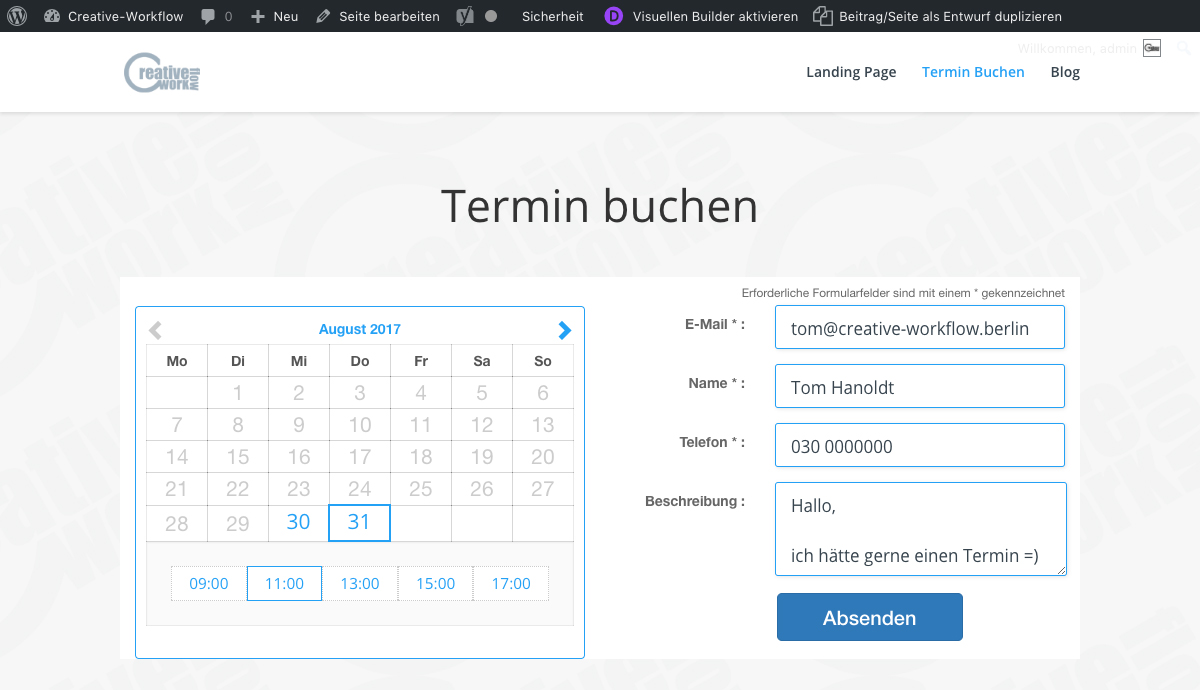 Creative-Workflow 0 Neu Seite bearbeiten Sicherheit D Visuellen Builder aktivieren Beitrag/Seite als Entwurf duplizieren
Willkommen, admin
Creative work flow
Landing Page Termin Buchen Blog
Termin buchen
Erforderliche Formularfelder sind mit einem * gekennzeichnet
August 2017
Mo Di Mi Do Fr Sa So
1 2 3 4 5 6
7 8 9 10 11 12 13
14 15 16 17 18 19 20
21 22 23 24 25 26 27
28 29 30 31
09:00 11:00 13:00 15:00 17:00
E-Mail * : tom@creative-workflow.berlin
Name * : Tom Hanoldt
Telefon * : 030 0000000
Beschreibung : Hallo,
ich hätte gerne einen Termin =)
Absenden